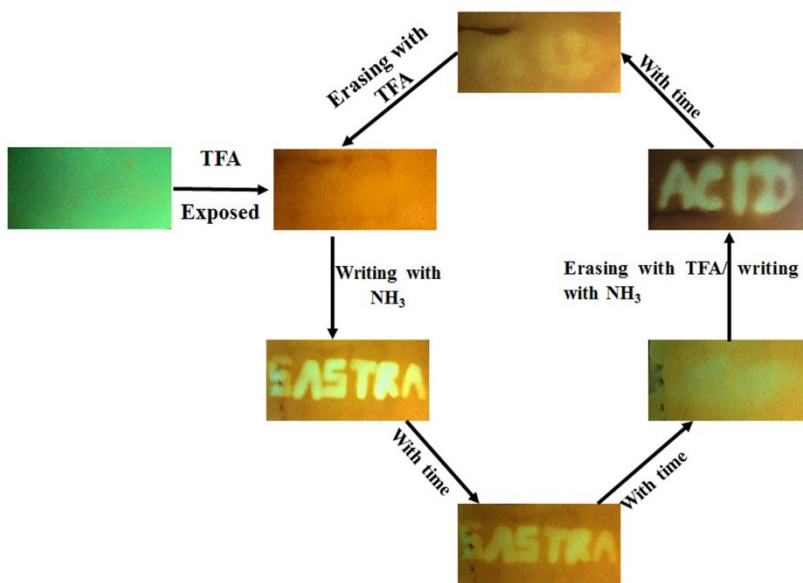 Erasing with
TFA
With time
TFA
Exposed
ACID
Writing with
NH₃
Erasing with TFA/ writing
with NH₃
SASTRA
With time
With time
SASTRA